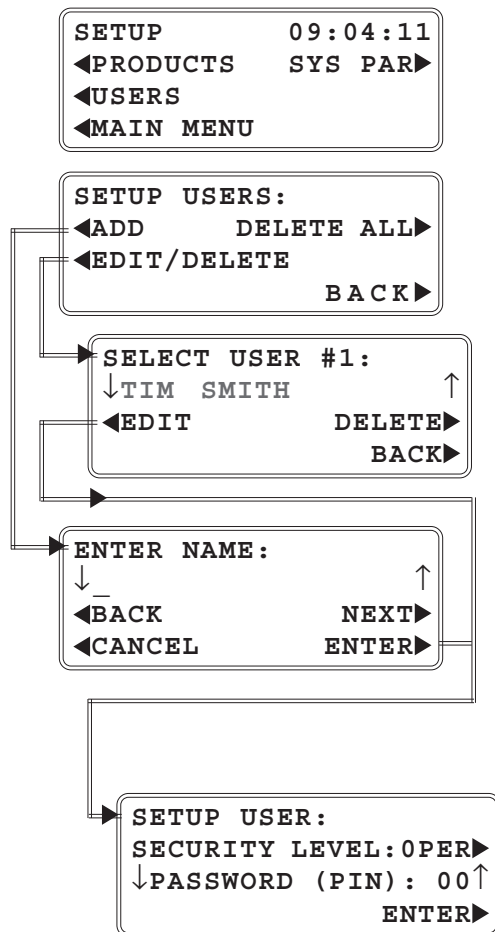 SETUP 09:04:11
◀PRODUCTS SYS PAR▶
◀USERS
◀MAIN MENU
SETUP USERS:
◀ADD DELETE ALL▶
◀EDIT/DELETE
BACK▶
SELECT USER #1:
↓TIM SMITH ↑
◀EDIT DELETE▶
BACK▶
ENTER NAME:
↓_ ↑
◀BACK NEXT▶
◀CANCEL ENTER▶
SETUP USER:
SECURITY LEVEL:0PER▶
↓PASSWORD (PIN): 00↑
ENTER▶